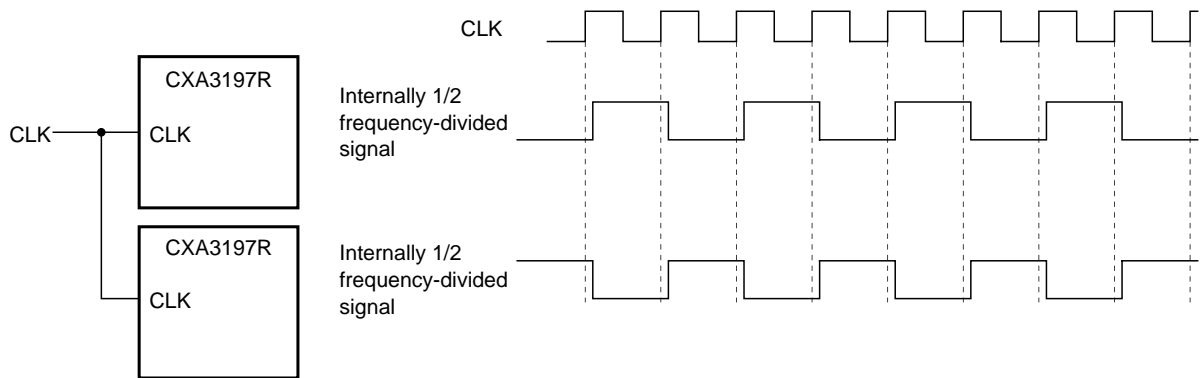 CLK
CXA3197R
CLK
CXA3197R
CLK
CLK
Internally 1/2
frequency-divided
signal
Internally 1/2
frequency-divided
signal